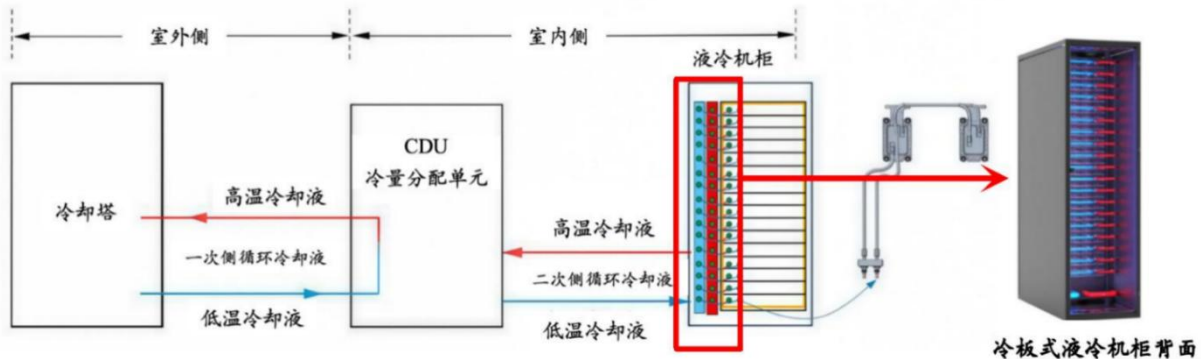 室外侧
室内侧
液冷机柜
CDU
冷量分配单元
冷却塔
高温冷却液
高温冷却液
一次侧循环冷却液
二次侧循环冷却液
低温冷却液
低温冷却液
冷板式液冷机柜背面